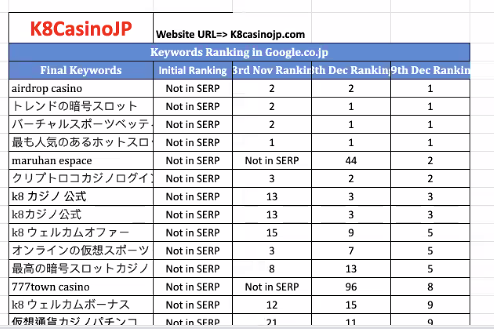 K8CasinoJP Website URL=> K8casinojp.com
Keywords Ranking in Google.co.jp
Final Keywords Initial Ranking 3rd Nov Rankin th Dec Ranking 9th Dec Rankin
airdrop casino Not in SERP 2 2 1
トレンドの暗号スロット Not in SERP 2 1 1
バーチャルスポーツベッティ Not in SERP 2 1 1
最も人気のあるホットスロ Not in SERP 1 1 1
maruhan espace Not in SERP Not in SERP 44 2
クリプトロコカジノログイン Not in SERP 3 2 2
k8 カジノ 公式 Not in SERP 13 3 3
k8カジノ公式 Not in SERP 13 3 3
k8 ウェルカムオファー Not in SERP 15 9 5
オンラインの仮想スポーツ Not in SERP 3 7 5
最高の暗号スロットカジノ Not in SERP 8 13 5
777town casino Not in SERP Not in SERP 96 8
k8 ウェルカムボーナス Not in SERP 12 15 9
仮想通貨カジノパチンコ Not in SERP 21 11 9